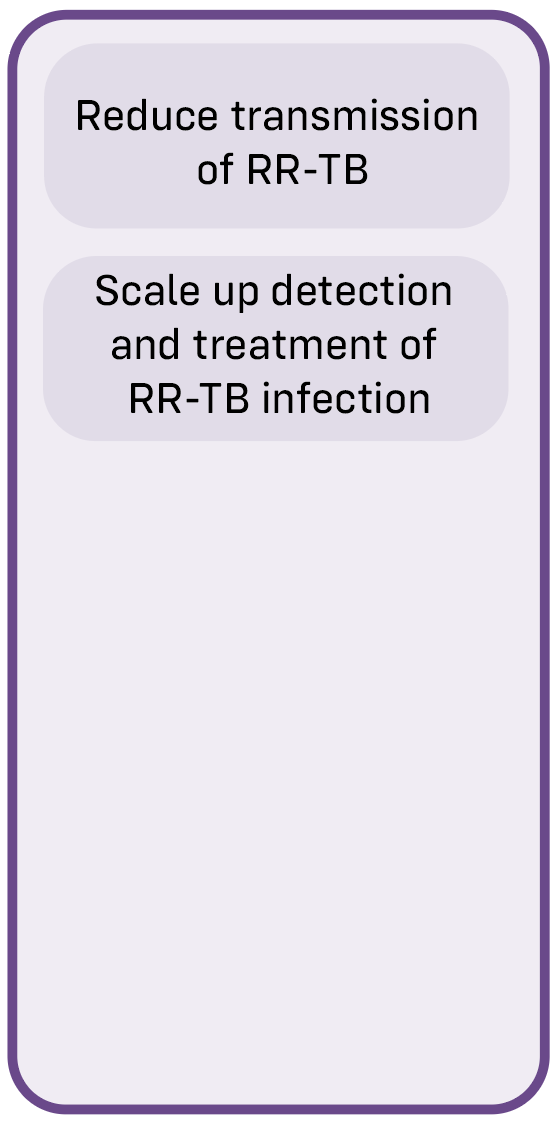 Reduce transmission
of RR-TB
Scale up detection
and treatment of
RR-TB infection